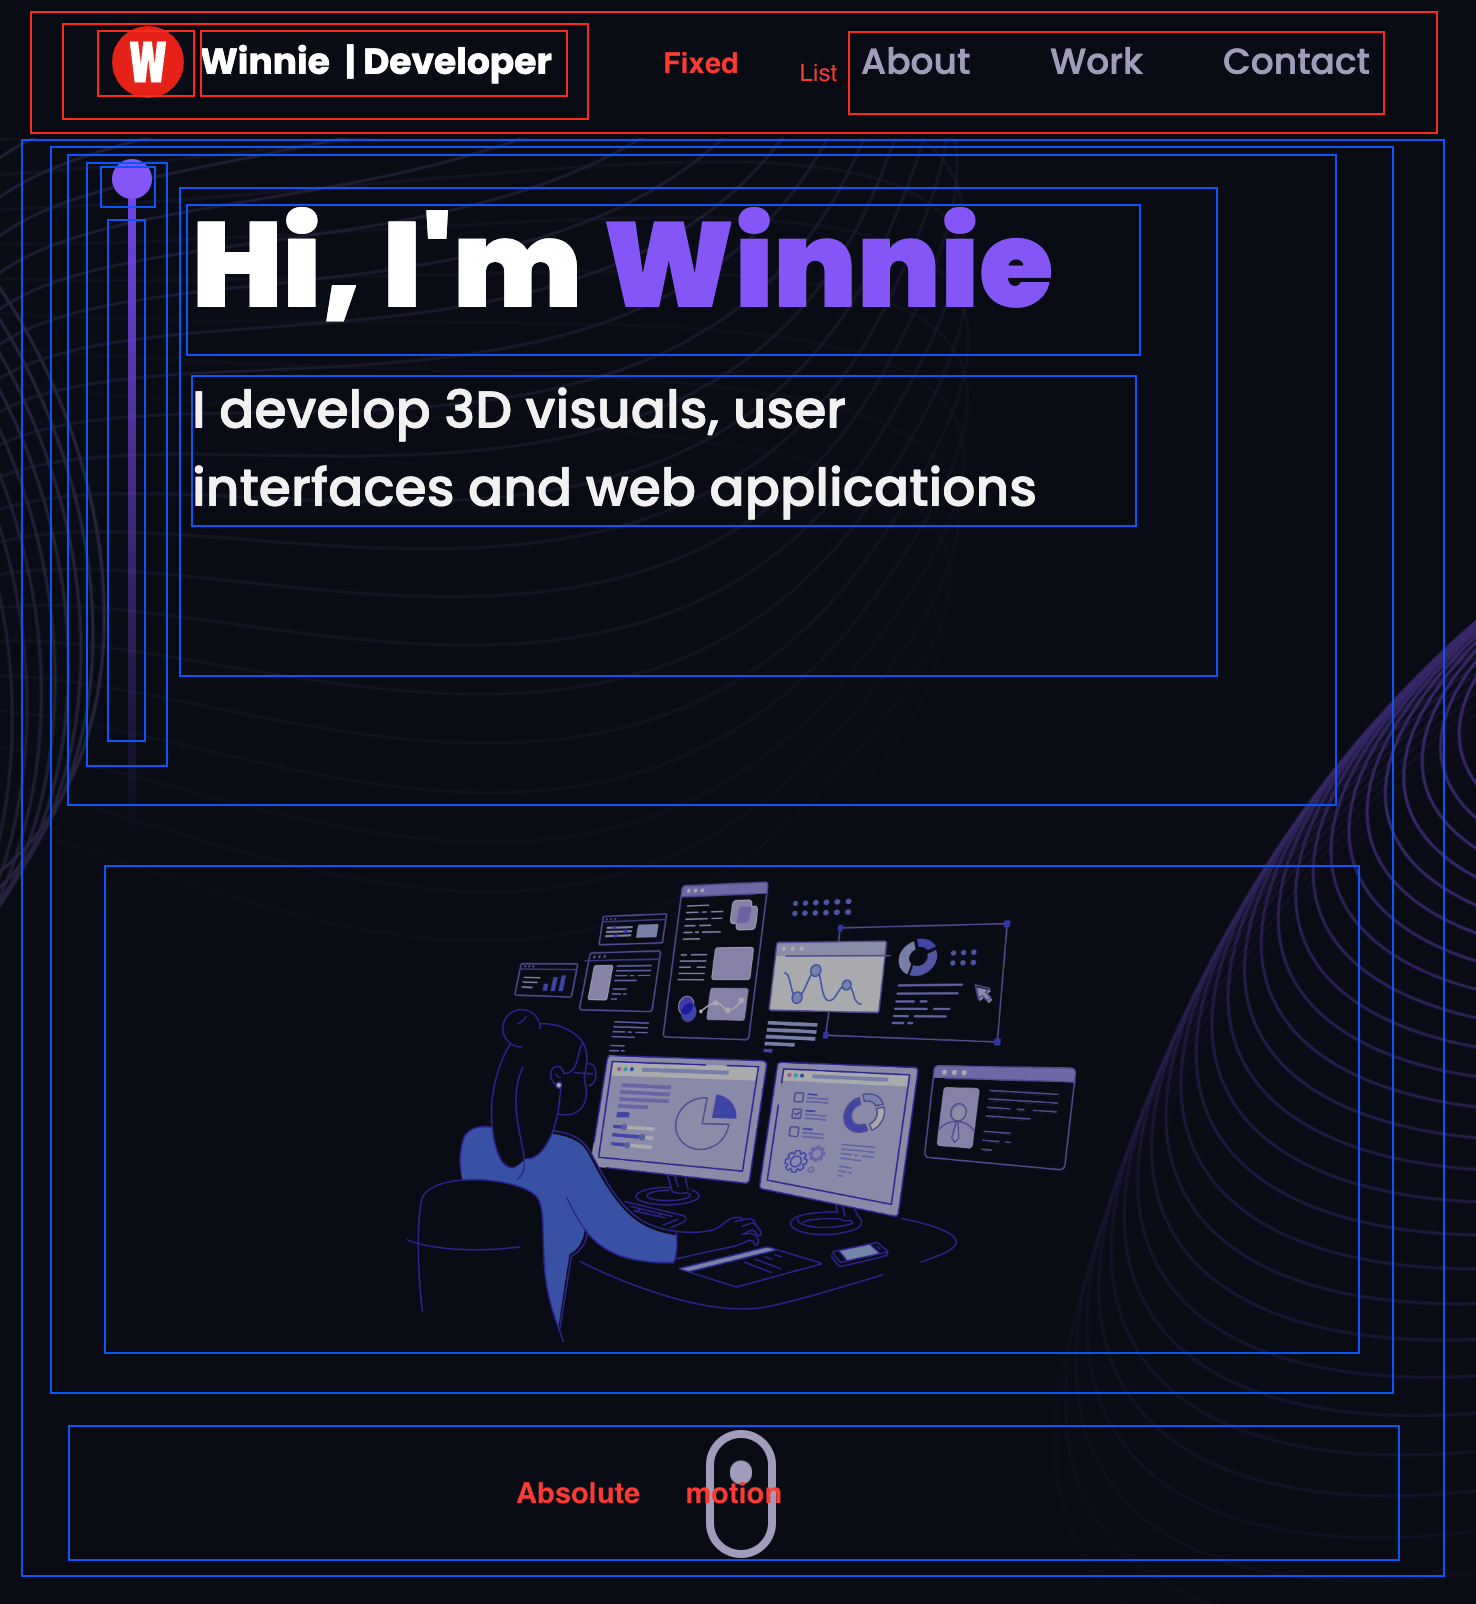 W Winnie | Developer Fixed List About Work Contact
Hi, I'm Winnie
I develop 3D visuals, user
interfaces and web applications
Absolute motion